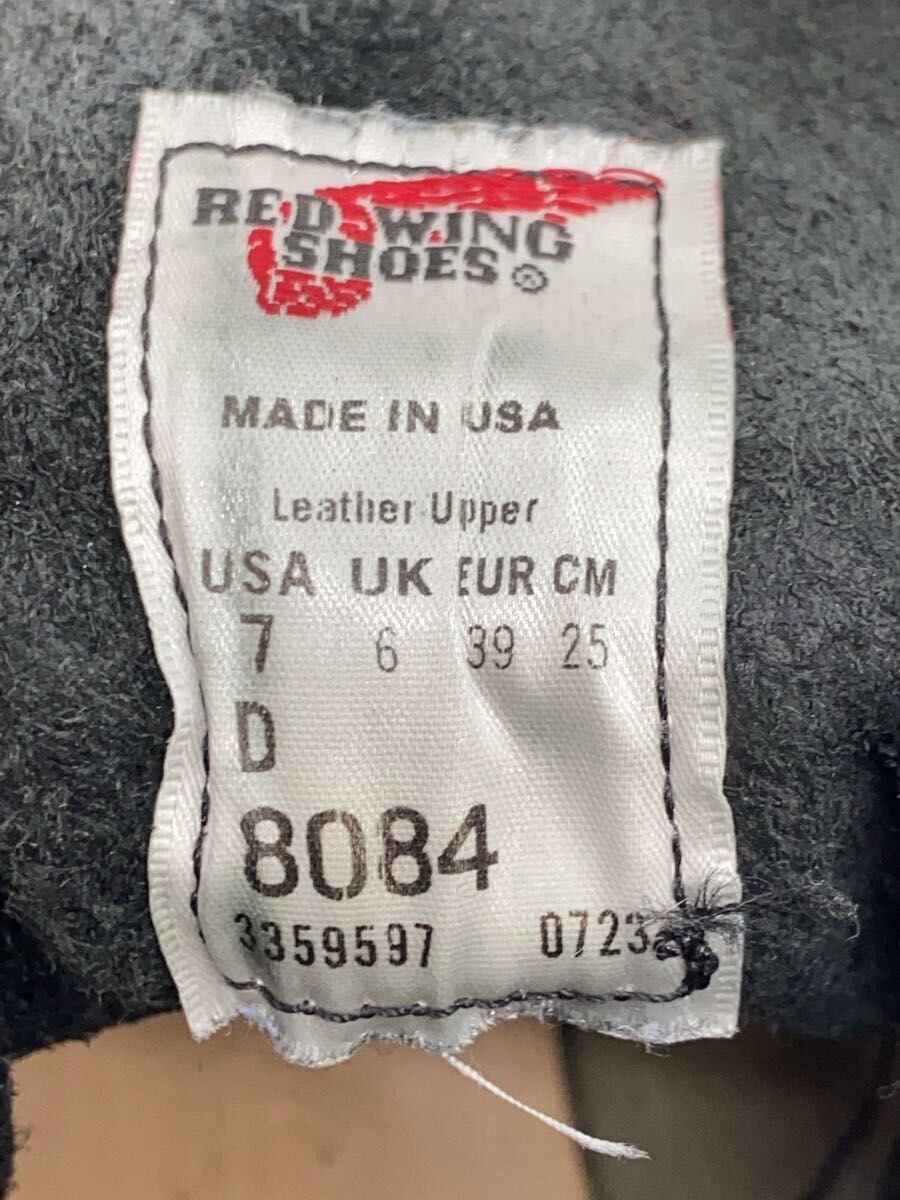 RED WING
SHOES®
MADE IN USA
Leather Upper
USA UK EUR CM
7 6 39 25
D
8084
3359597 0723